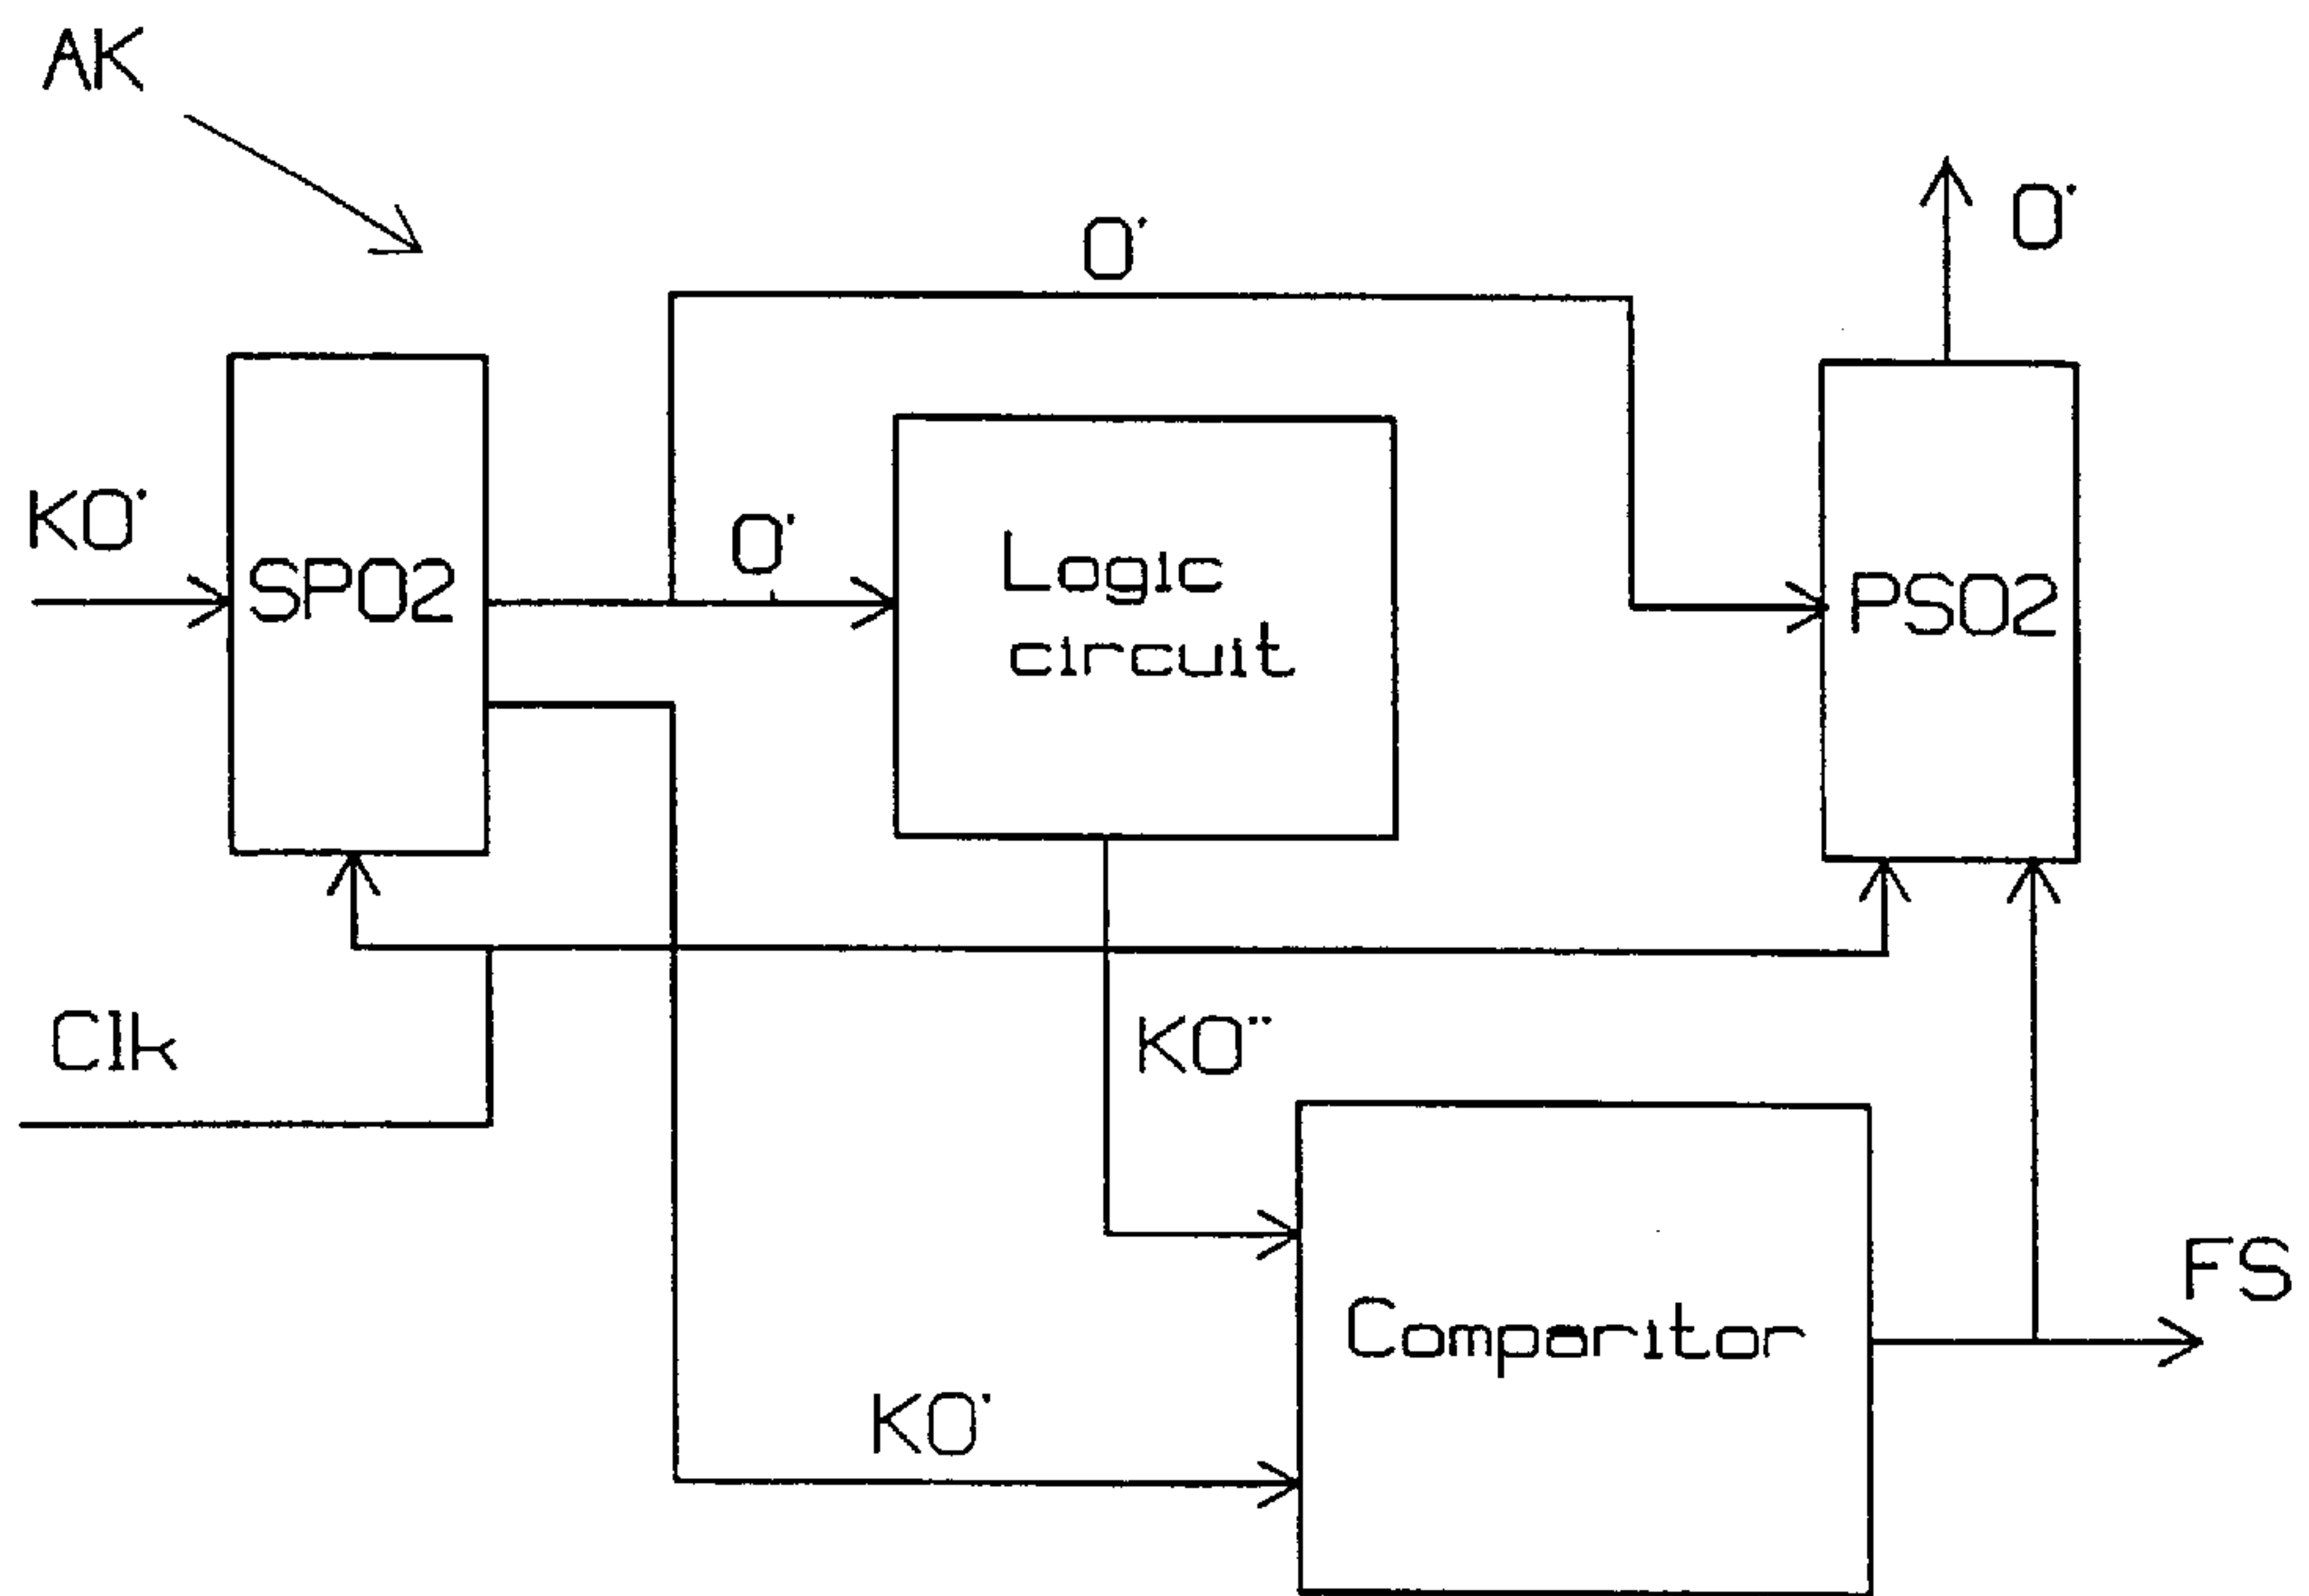 AK
O'
O'
KO'
SPO2
O'
Logic
circuit
PSO2
Clk
KO''
Comparitor
FS
KO'